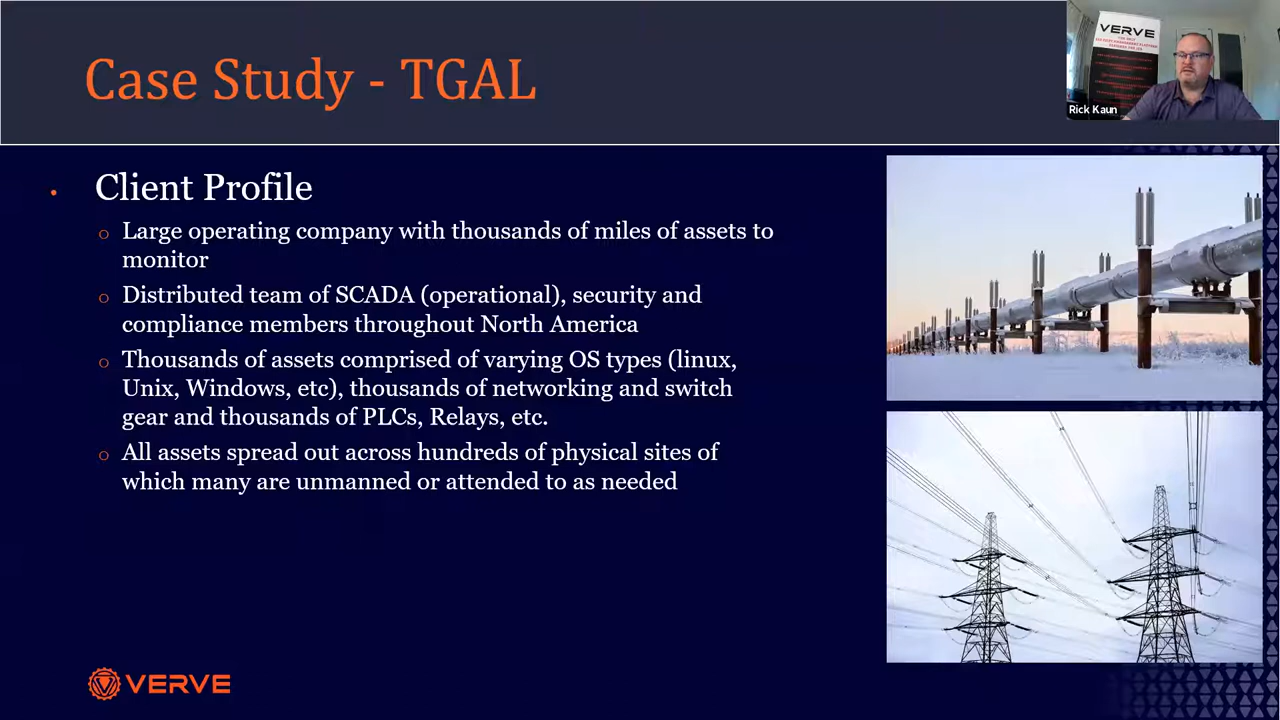 Case Study - TGAL
VERVE
Rick Kaun
• Client Profile
o Large operating company with thousands of miles of assets to
monitor
o Distributed team of SCADA (operational), security and
compliance members throughout North America
o Thousands of assets comprised of varying OS types (linux,
Unix, Windows, etc), thousands of networking and switch
gear and thousands of PLCs, Relays, etc.
o All assets spread out across hundreds of physical sites of
which many are unmanned or attended to as needed
VERVE